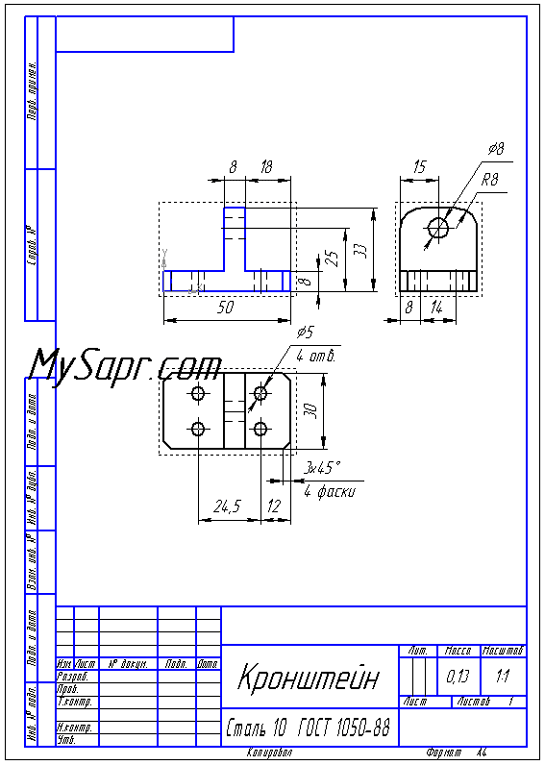 Перв. примен.
Справ. №
Подп. и дата
Инв. № дубл.
Взам. инв. №
Подп. и дата
Инв. № подл.
8
18
33
25
8
50
15
⌀8
R8
8
14
MySapr.com
⌀5
4 отв.
30
3x45°
4 фаски
24,5
12
Изм Лист № докум. Подп. Дата
Разраб.
Пров.
Т.контр.
Н.контр.
Утв.
Кронштейн
Сталь 10 ГОСТ 1050-88
Лит. Масса Масштаб
0,13 1:1
Лист Листов 1
Копировал Формат A4